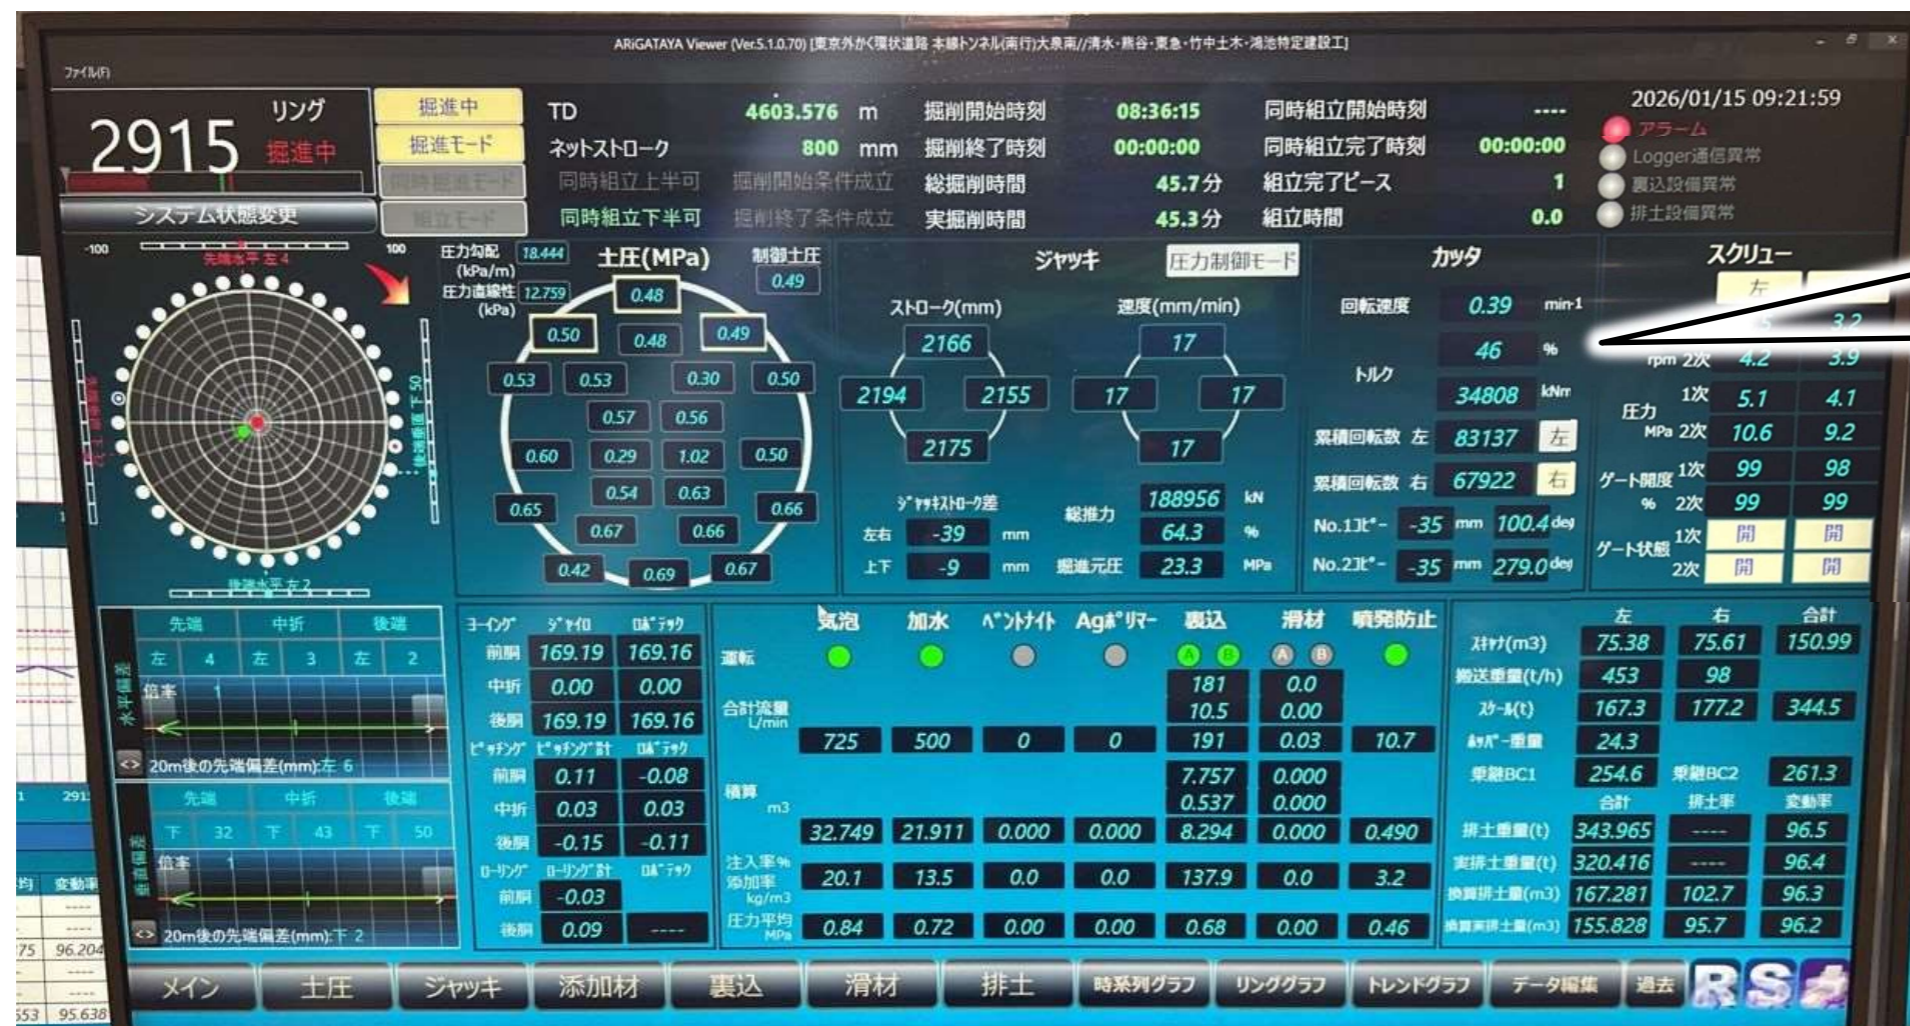 ARiGATAYA Viewer (Ver.5.1.0.70) [東京外かく環状道路 本線トンネル(南行)大泉南//清水・熊谷・東急・竹中土木・鴻池特定建設工]
ファイル(F)
2915 リング 掘進中
掘進中
掘進モード
同時掘進モード
組立モード
システム状態変更
TD 4603.576 m 掘削開始時刻 08:36:15 同時組立開始時刻 ----
ネットストローク 800 mm 掘削終了時刻 00:00:00 同時組立完了時刻 00:00:00
同時組立上半可 掘削開始条件成立 総掘削時間 45.7 分 組立完了ピース 1
同時組立下半可 掘削終了条件成立 実掘削時間 45.3 分 組立時間 0.0
2026/01/15 09:21:59
アラーム
Logger通信異常
裏込設備異常
排土設備異常
-100 100
先端水平 左 4
後端垂直 下 50
後端水平 左 2
圧力勾配 (kPa/m) 18.444
圧力直線性 (kPa) 12.759
土圧(MPa) 制御土圧 0.49
0.48
0.50 0.48 0.49
0.53 0.53 0.30 0.50
0.57 0.56
0.60 0.29 1.02 0.50
0.54 0.63
0.65 0.66
0.67 0.66
0.42 0.69 0.67
ジャッキ 圧力制御モード
ストローク(mm) 速度(mm/min)
2166 17
2194 2155 17 17
2175 17
ジャッキストローク差
左右 -39 mm
上下 -9 mm
総推力 188956 kN
64.3 %
掘進元圧 23.3 MPa
カッタ
回転速度 0.39 min-1
トルク 46 %
34808 kNm
累積回転数 左 83137 左
累積回転数 右 67922 右
No.1コピー -35 mm 100.4 deg
No.2コピー -35 mm 279.0 deg
スクリュー
左
3.2
rpm 2次 4.2 3.9
圧力 MPa 1次 5.1 4.1
2次 10.6 9.2
ゲート開度 % 1次 99 98
2次 99 99
ゲート状態 1次 開 開
2次 開 開
水平偏差
先端 中折 後端
左 4 左 3 左 2
倍率 1
<> 20m後の先端偏差(mm):左 6
垂直偏差
先端 中折 後端
下 32 下 43 下 50
倍率 1
<> 20m後の先端偏差(mm):下 2
ヨーイング ジャイロ ロボテック
前胴 169.19 169.16
中折 0.00 0.00
後胴 169.19 169.16
ピッチング ピッチング計 ロボテック
前胴 0.11 -0.08
中折 0.03 0.03
後胴 -0.15 -0.11
ローリング ローリング計 ロボテック
前胴 -0.03
後胴 0.09 ----
気泡 加水 ベントナイト Agポリマー 裏込 滑材 噴発防止
運転 A B A B
181 0.0
合計流量 L/min 10.5 0.00
725 500 0 0 191 0.03 10.7
7.757 0.000
積算 m3 0.537 0.000
32.749 21.911 0.000 0.000 8.294 0.000 0.490
注入率% 添加率 kg/m3 20.1 13.5 0.0 0.0 137.9 0.0 3.2
圧力平均 MPa 0.84 0.72 0.00 0.00 0.68 0.00 0.46
左 右 合計
スキャナ(m3) 75.38 75.61 150.99
搬送重量(t/h) 453 98
スケール(t) 167.3 177.2 344.5
ホッパー重量 24.3
乗継BC1 254.6 乗継BC2 261.3
合計 排土率 変動率
排土重量(t) 343.965 ---- 96.5
実排土重量(t) 320.416 ---- 96.4
換算排土量(m3) 167.281 102.7 96.3
換算実排土量(m3) 155.828 95.7 96.2
メイン 土圧 ジャッキ 添加材 裏込 滑材 排土 時系列グラフ リンググラフ トレンドグラフ データ編集 過去 RS
変動率
96.204
95.638